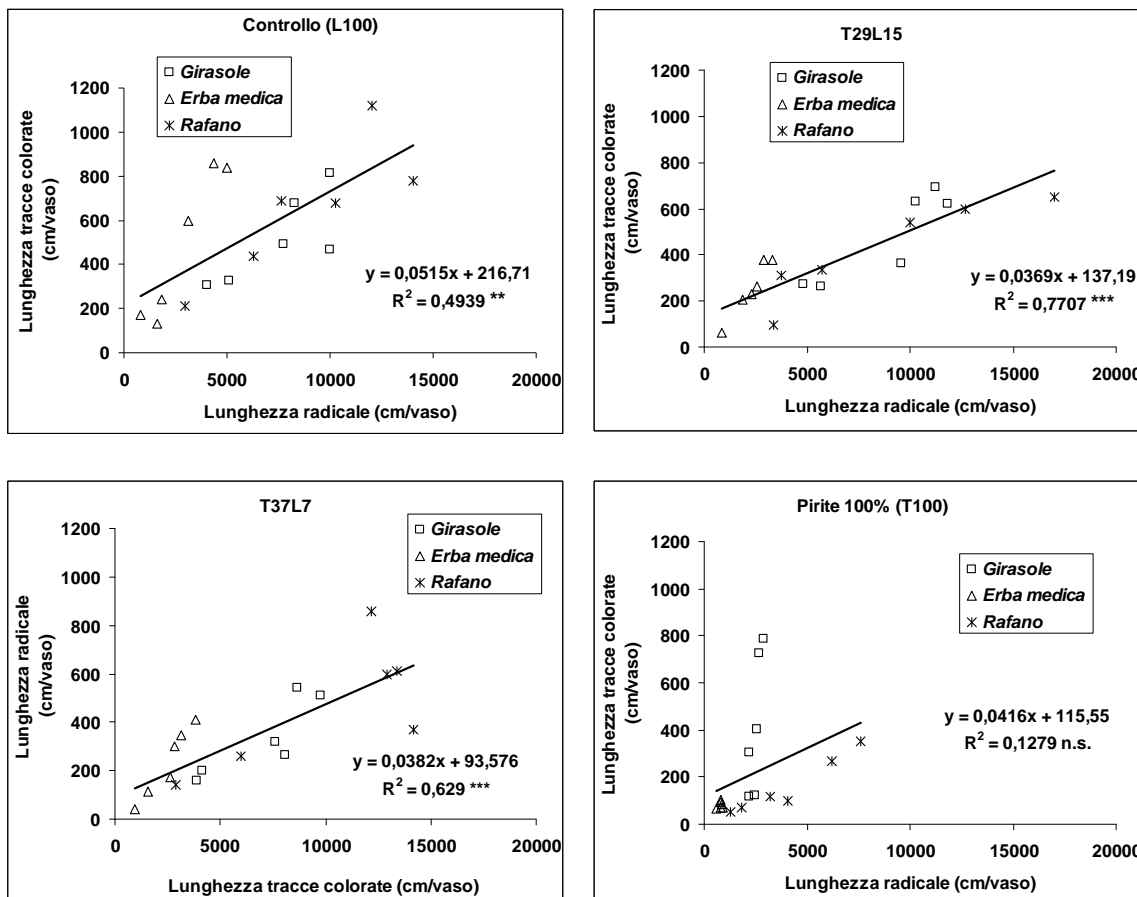 Controllo (L100)
Girasole
Erba medica
Rafano
1200
1000
800
600
400
200
0
Lunghezza tracce colorate
(cm/vaso)
y = 0,0515x + 216,71
R2 = 0,4939 **
0 5000 10000 15000 20000
Lunghezza radicale (cm/vaso)
T29L15
Girasole
Erba medica
Rafano
1200
1000
800
600
400
200
0
Lunghezza tracce colorate
(cm/vaso)
y = 0,0369x + 137,19
R2 = 0,7707 ***
0 5000 10000 15000 20000
Lunghezza radicale (cm/vaso)
T37L7
Girasole
Erba medica
Rafano
1200
1000
800
600
400
200
0
Lunghezza radicale
(cm/vaso)
y = 0,0382x + 93,576
R2 = 0,629 ***
0 5000 10000 15000 20000
Lunghezza tracce colorate (cm/vaso)
Pirite 100% (T100)
Girasole
Erba medica
Rafano
1200
1000
800
600
400
200
0
Lunghezza tracce colorate
(cm/vaso)
y = 0,0416x + 115,55
R2 = 0,1279 n.s.
0 5000 10000 15000 20000
Lunghezza radicale (cm/vaso)